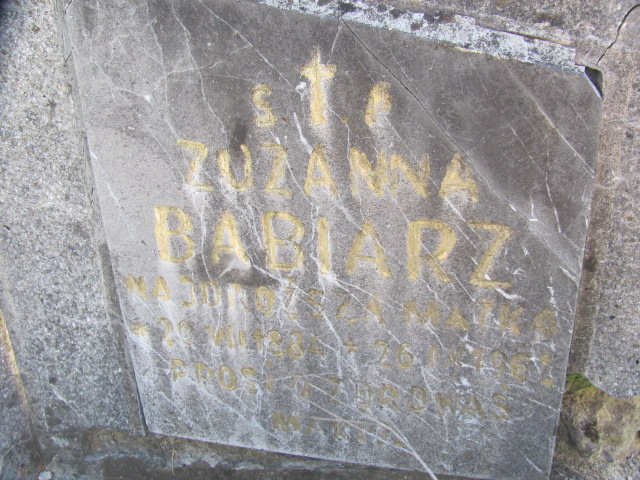 Ś P
ZUZANNA
BABIARZ
NAJDROŻSZA MATKA
PROSI O ZDROWAŚ